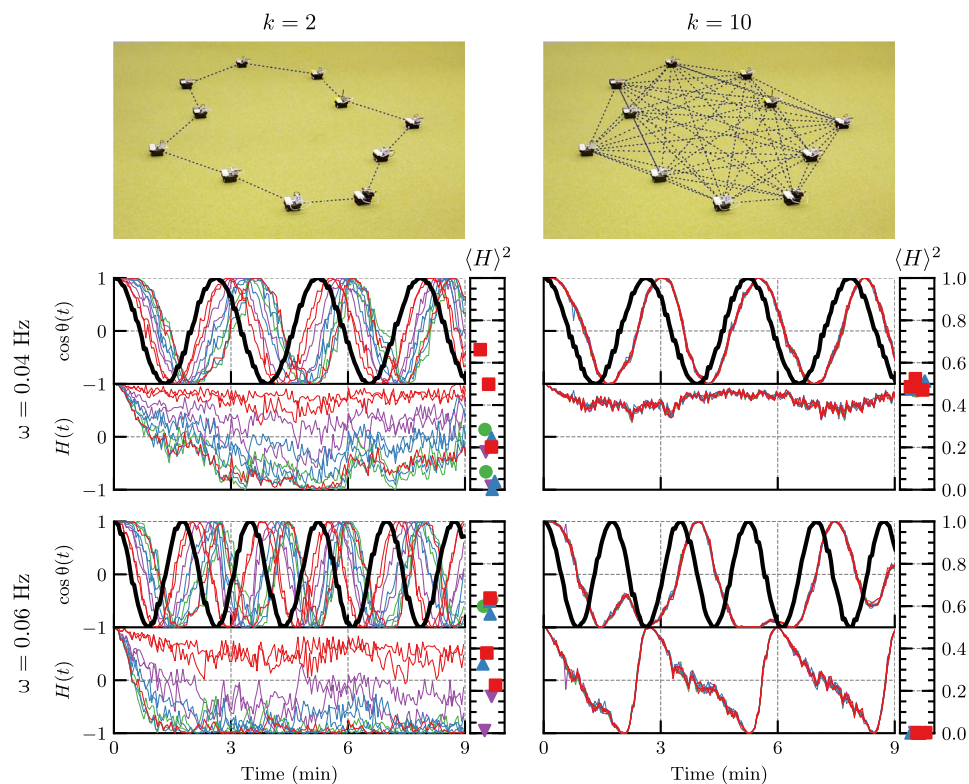 k = 2
k = 10
⟨H⟩²
⟨H⟩²
ω = 0.04 Hz
cos θ(t)
1
0
−1
H(t)
0
−1
1.0
0.8
0.6
0.4
0.2
0.0
ω = 0.06 Hz
cos θ(t)
1
0
−1
H(t)
0
−1
1.0
0.8
0.6
0.4
0.2
0.0
0
3
6
9
0
3
6
9
Time (min)
Time (min)